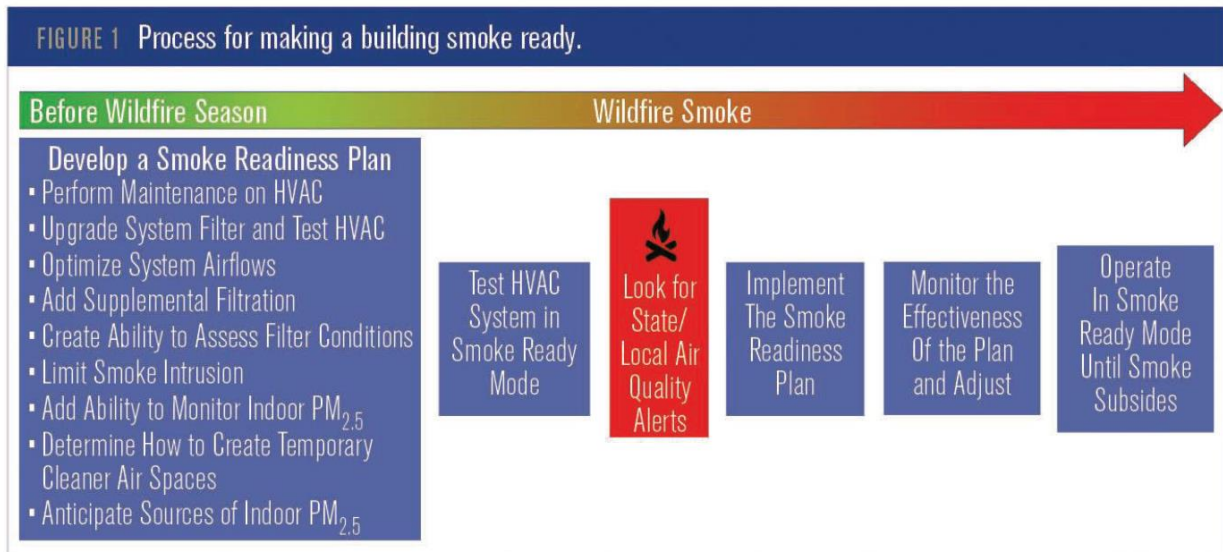 FIGURE 1 Process for making a building smoke ready.
Before Wildfire Season
Wildfire Smoke
Develop a Smoke Readiness Plan
▪ Perform Maintenance on HVAC
▪ Upgrade System Filter and Test HVAC
▪ Optimize System Airflows
▪ Add Supplemental Filtration
▪ Create Ability to Assess Filter Conditions
▪ Limit Smoke Intrusion
▪ Add Ability to Monitor Indoor PM2.5
▪ Determine How to Create Temporary
Cleaner Air Spaces
▪ Anticipate Sources of Indoor PM2.5
Test HVAC
System in
Smoke Ready
Mode
Look for
State/
Local Air
Quality
Alerts
Implement
The Smoke
Readiness
Plan
Monitor the
Effectiveness
Of the Plan
and Adjust
Operate
In Smoke
Ready Mode
Until Smoke
Subsides